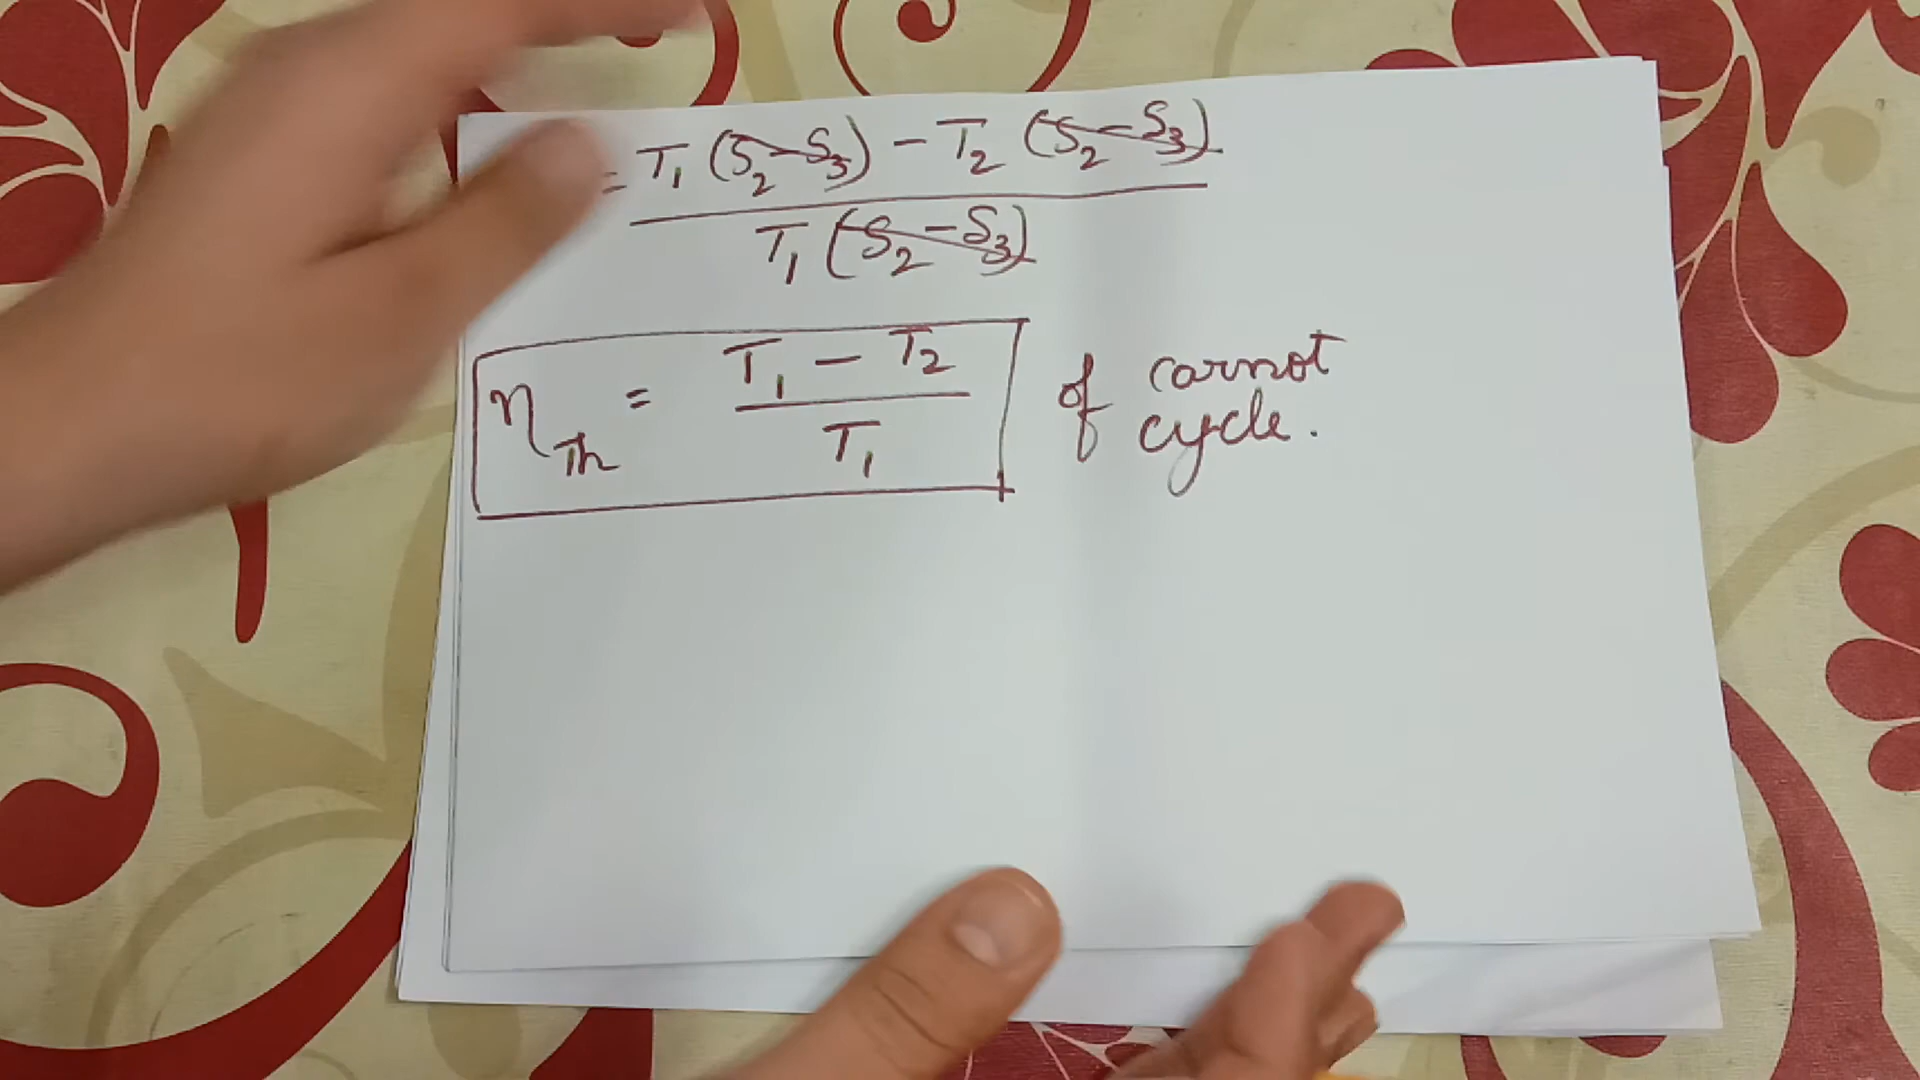 = T₁ (S₂ – S₃) – T₂ (S₂ – S₃)
T₁ (S₂ – S₃)
η_Th = T₁ – T₂ / T₁ of carnot
cycle.